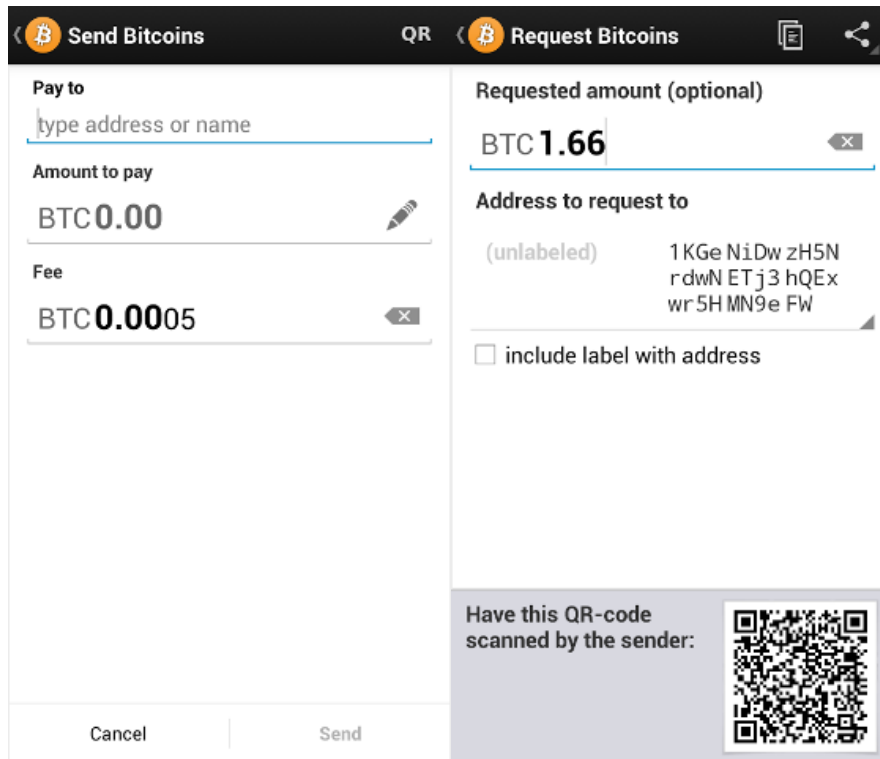 Send Bitcoins
QR
Pay to
type address or name
Amount to pay
BTC 0.00
Fee
BTC 0.0005
Cancel
Send
Request Bitcoins
Requested amount (optional)
BTC 1.66
Address to request to
(unlabeled)
1KGe NiDw zH5N
rdwN ETj3 hQEx
wr5H MN9e FW
include label with address
Have this QR-code
scanned by the sender: